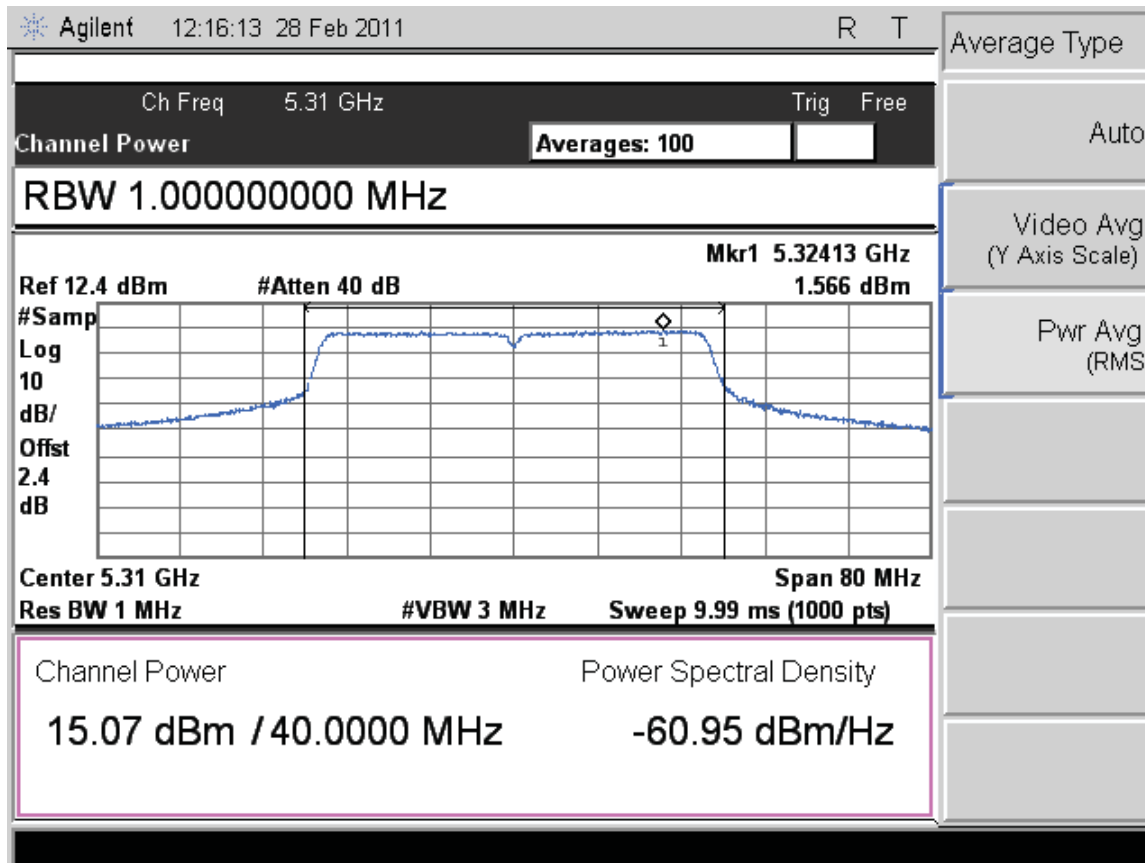 Agilent 12:16:13 28 Feb 2011 R T
Average Type
Ch Freq 5.31 GHz Trig Free
Channel Power Averages: 100
Auto
RBW 1.000000000 MHz
Video Avg
(Y Axis Scale)
Mkr1 5.32413 GHz
Ref 12.4 dBm #Atten 40 dB 1.566 dBm
#Samp
Log
10
dB/
Offst
2.4
dB
1
Pwr Avg
(RMS
Center 5.31 GHz Span 80 MHz
Res BW 1 MHz #VBW 3 MHz Sweep 9.99 ms (1000 pts)
Channel Power Power Spectral Density
15.07 dBm / 40.0000 MHz -60.95 dBm/Hz